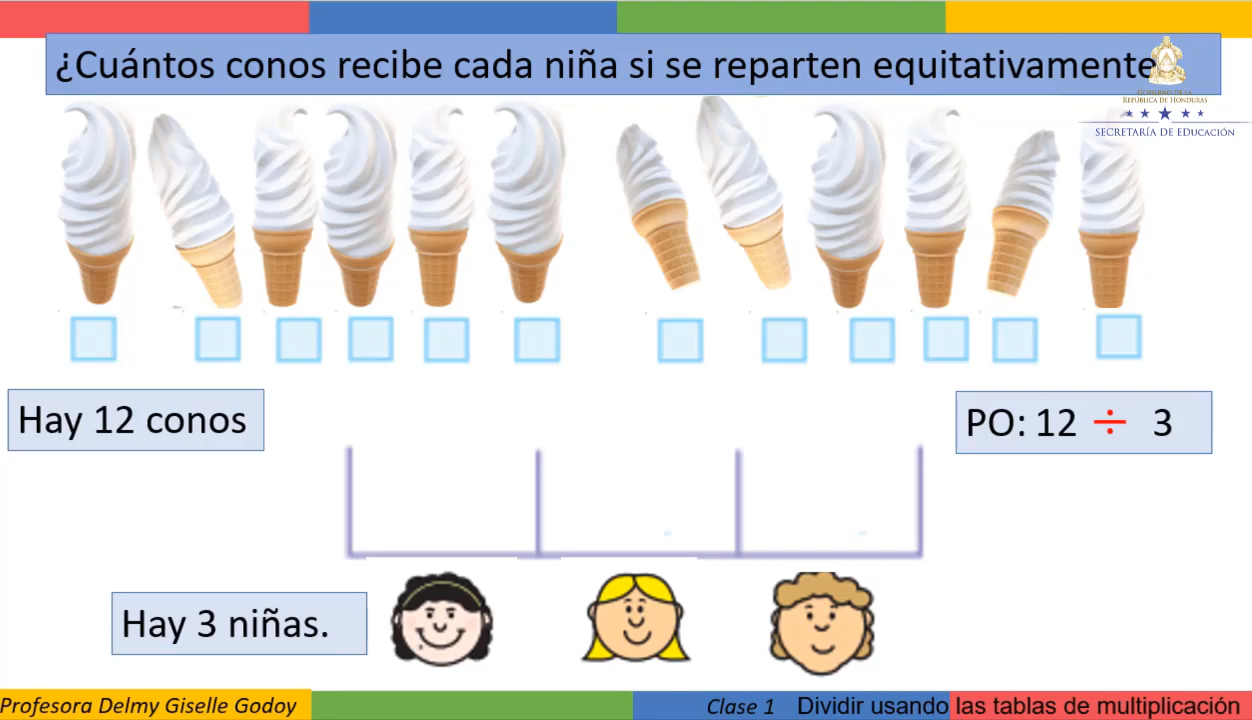 ¿Cuántos conos recibe cada niña si se reparten equitativamente
GOBIERNO DE LA
REPÚBLICA DE HONDURAS
SECRETARÍA DE EDUCACIÓN
Hay 12 conos
PO: 12 ÷ 3
Hay 3 niñas.
Profesora Delmy Giselle Godoy
Clase 1 Dividir usando las tablas de multiplicación